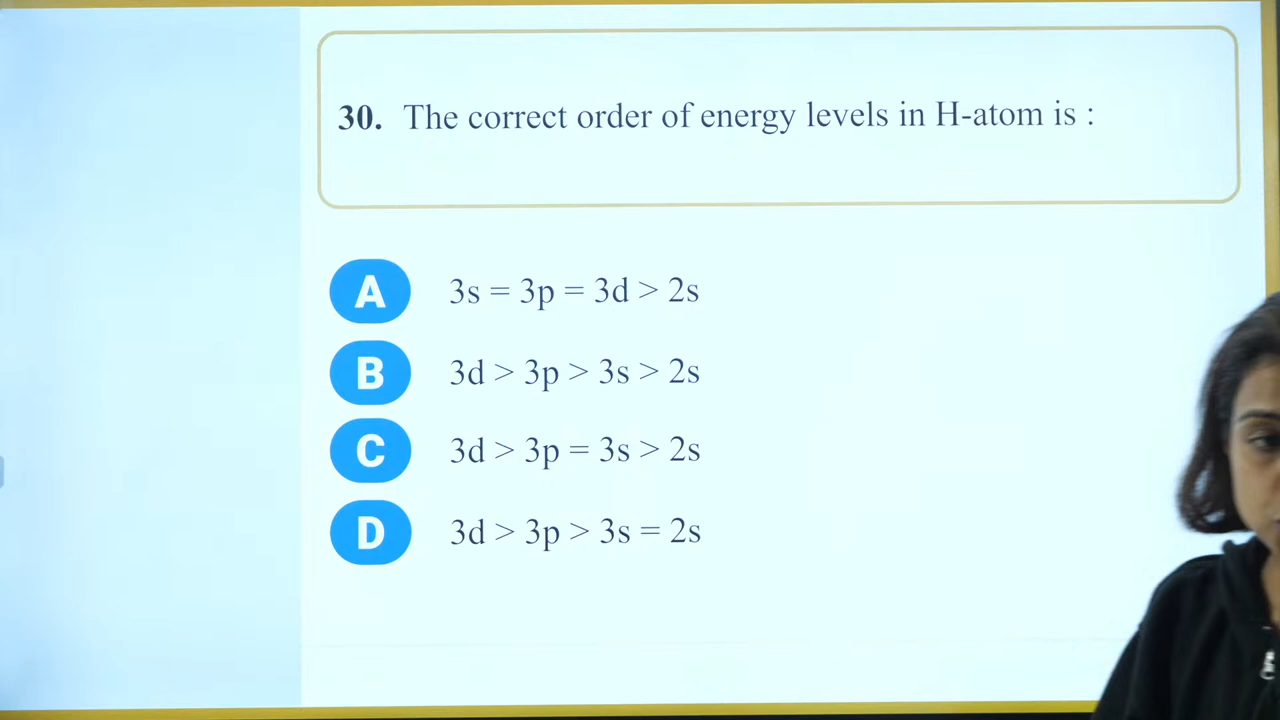 30. The correct order of energy levels in H-atom is :
A 3s = 3p = 3d > 2s
B 3d > 3p > 3s > 2s
C 3d > 3p = 3s > 2s
D 3d > 3p > 3s = 2s